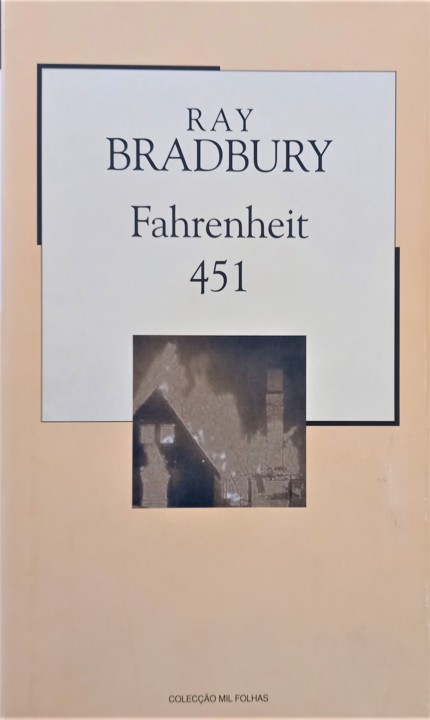 RAY
BRADBURY
Fahrenheit
451
COLECÇÃO MIL FOLHAS